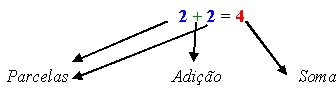 2 + 2 = 4
Parcelas Adição Soma